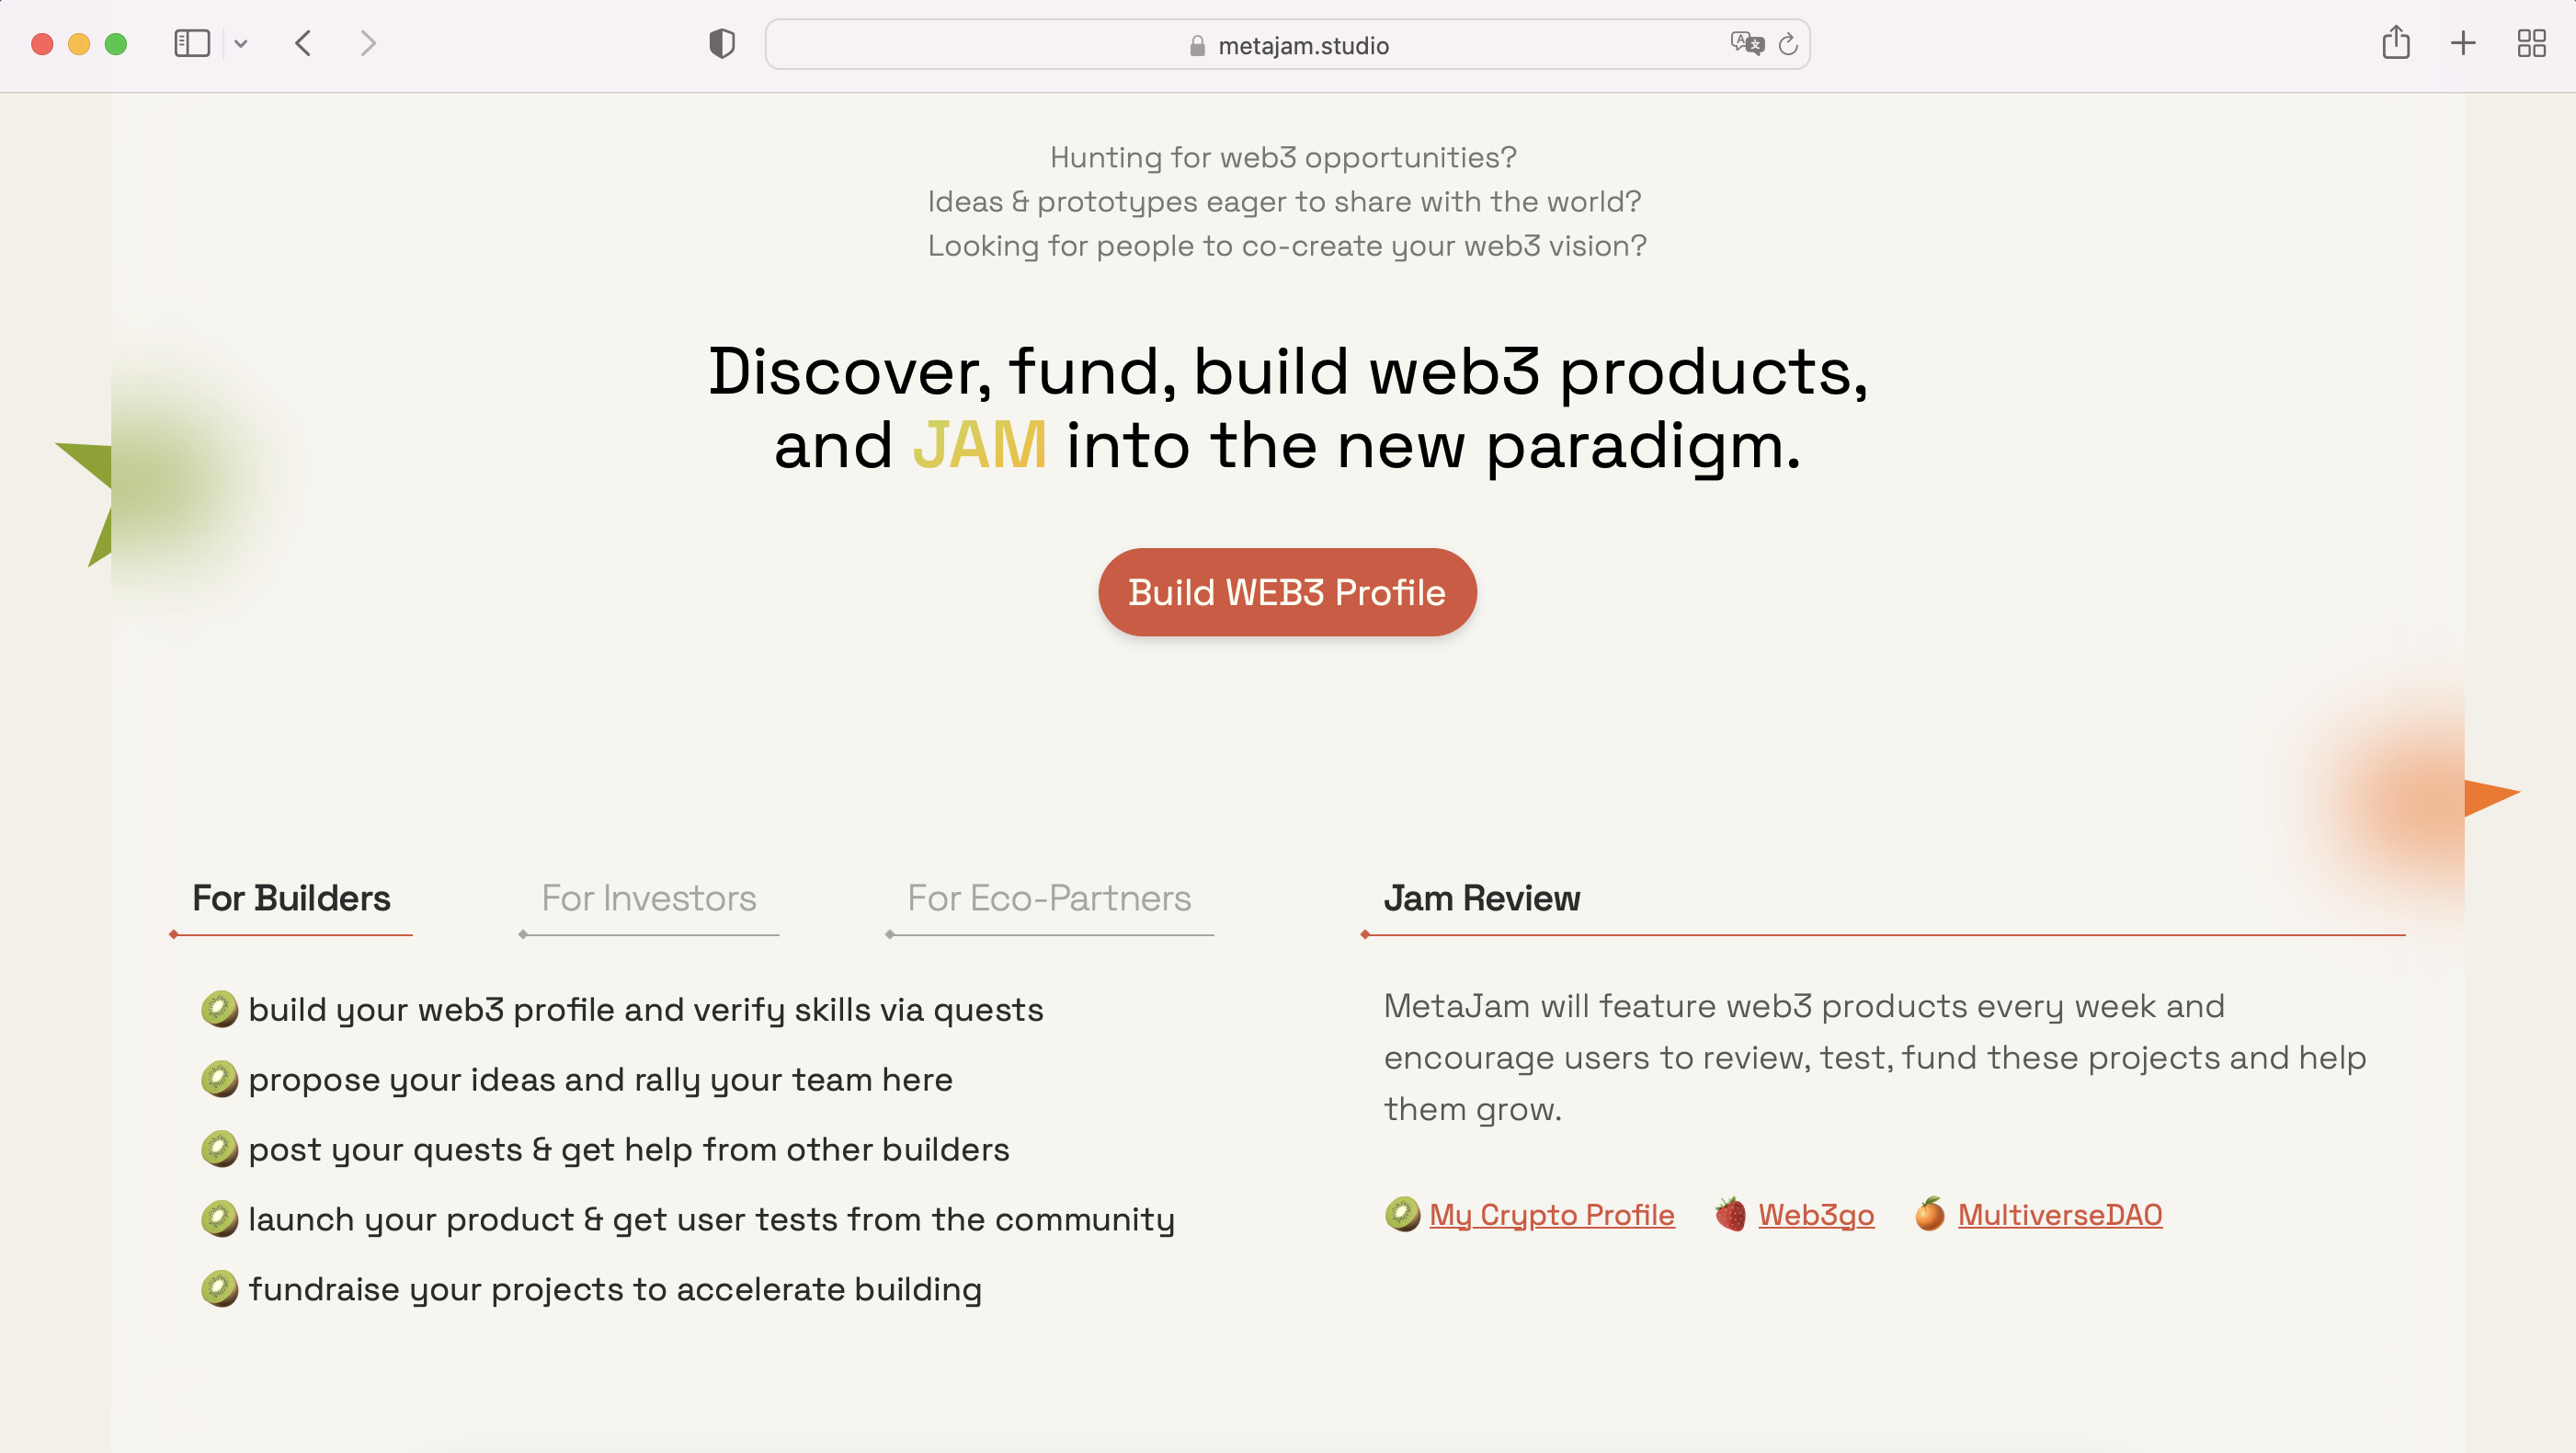 metajam.studio
Hunting for web3 opportunities?
Ideas & prototypes eager to share with the world?
Looking for people to co-create your web3 vision?
Discover, fund, build web3 products,
and JAM into the new paradigm.
Build WEB3 Profile
For Builders
For Investors
For Eco-Partners
build your web3 profile and verify skills via quests
propose your ideas and rally your team here
post your quests & get help from other builders
launch your product & get user tests from the community
fundraise your projects to accelerate building
Jam Review
MetaJam will feature web3 products every week and
encourage users to review, test, fund these projects and help
them grow.
My Crypto Profile
Web3go
MultiverseDAO